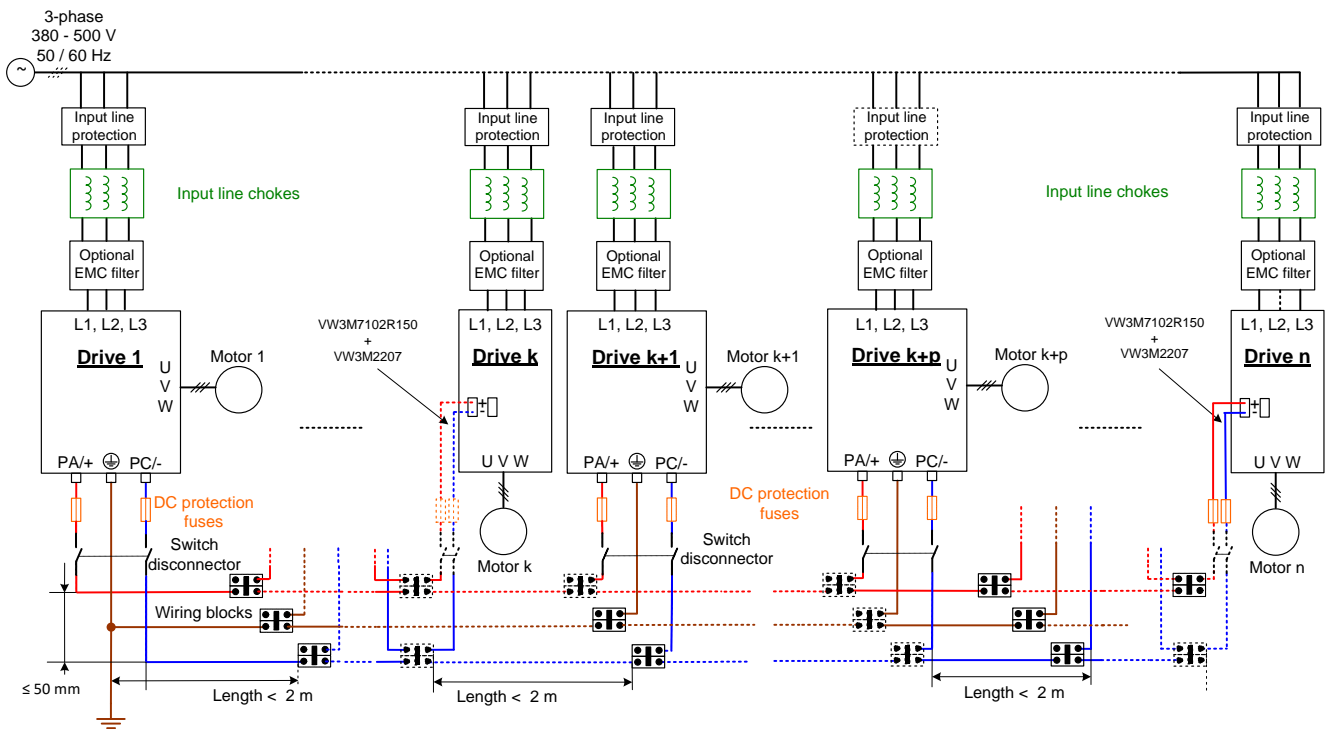 3-phase
380 - 500 V
50 / 60 Hz
~
Input line
protection
Input line
protection
Input line
protection
Input line
protection
Input line
protection
Input line chokes
Input line chokes
Optional
EMC filter
Optional
EMC filter
Optional
EMC filter
Optional
EMC filter
Optional
EMC filter
L1, L2, L3
Drive 1
U
V
W
Motor 1
PA/+
PC/-
VW3M7102R150
+
VW3M2207
L1, L2, L3
Drive k
+
-
U V W
Motor k
L1, L2, L3
Drive k+1
U
V
W
Motor k+1
PA/+
PC/-
L1, L2, L3
Drive k+p
U
V
W
Motor k+p
PA/+
PC/-
VW3M7102R150
+
VW3M2207
L1, L2, L3
Drive n
+
-
U V W
Motor n
DC protection
fuses
DC protection
fuses
Switch
disconnector
Switch
disconnector
Wiring blocks
≤ 50 mm
Length < 2 m
Length < 2 m
Length < 2 m